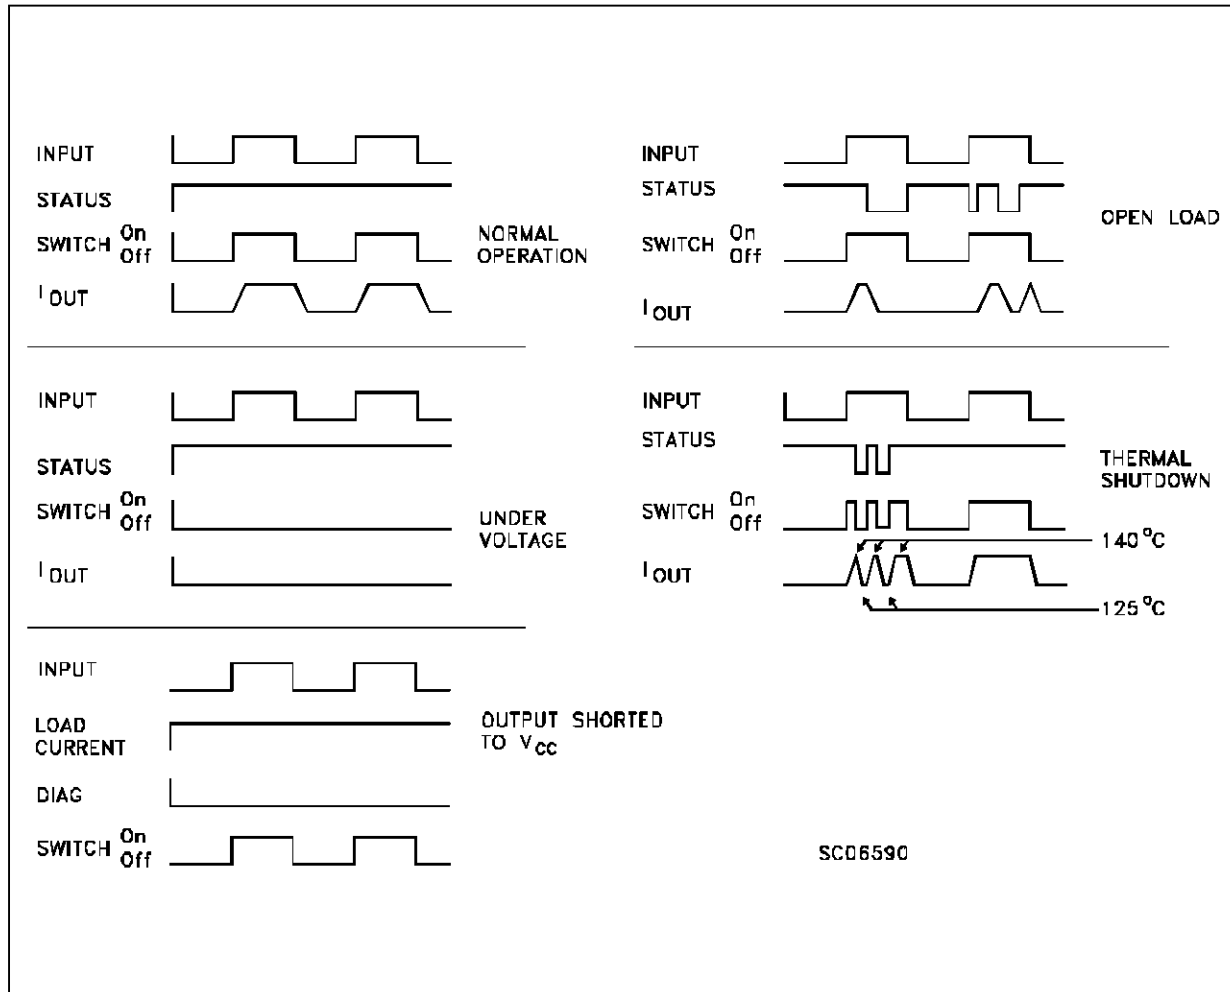 INPUT
STATUS
SWITCH On
Off
I OUT
NORMAL
OPERATION
INPUT
STATUS
SWITCH On
Off
I OUT
OPEN LOAD
INPUT
STATUS
SWITCH On
Off
I OUT
UNDER
VOLTAGE
INPUT
STATUS
SWITCH On
Off
I OUT
THERMAL
SHUTDOWN
140 °C
125 °C
INPUT
LOAD
CURRENT
DIAG
SWITCH On
Off
OUTPUT SHORTED
TO VCC
SC06590